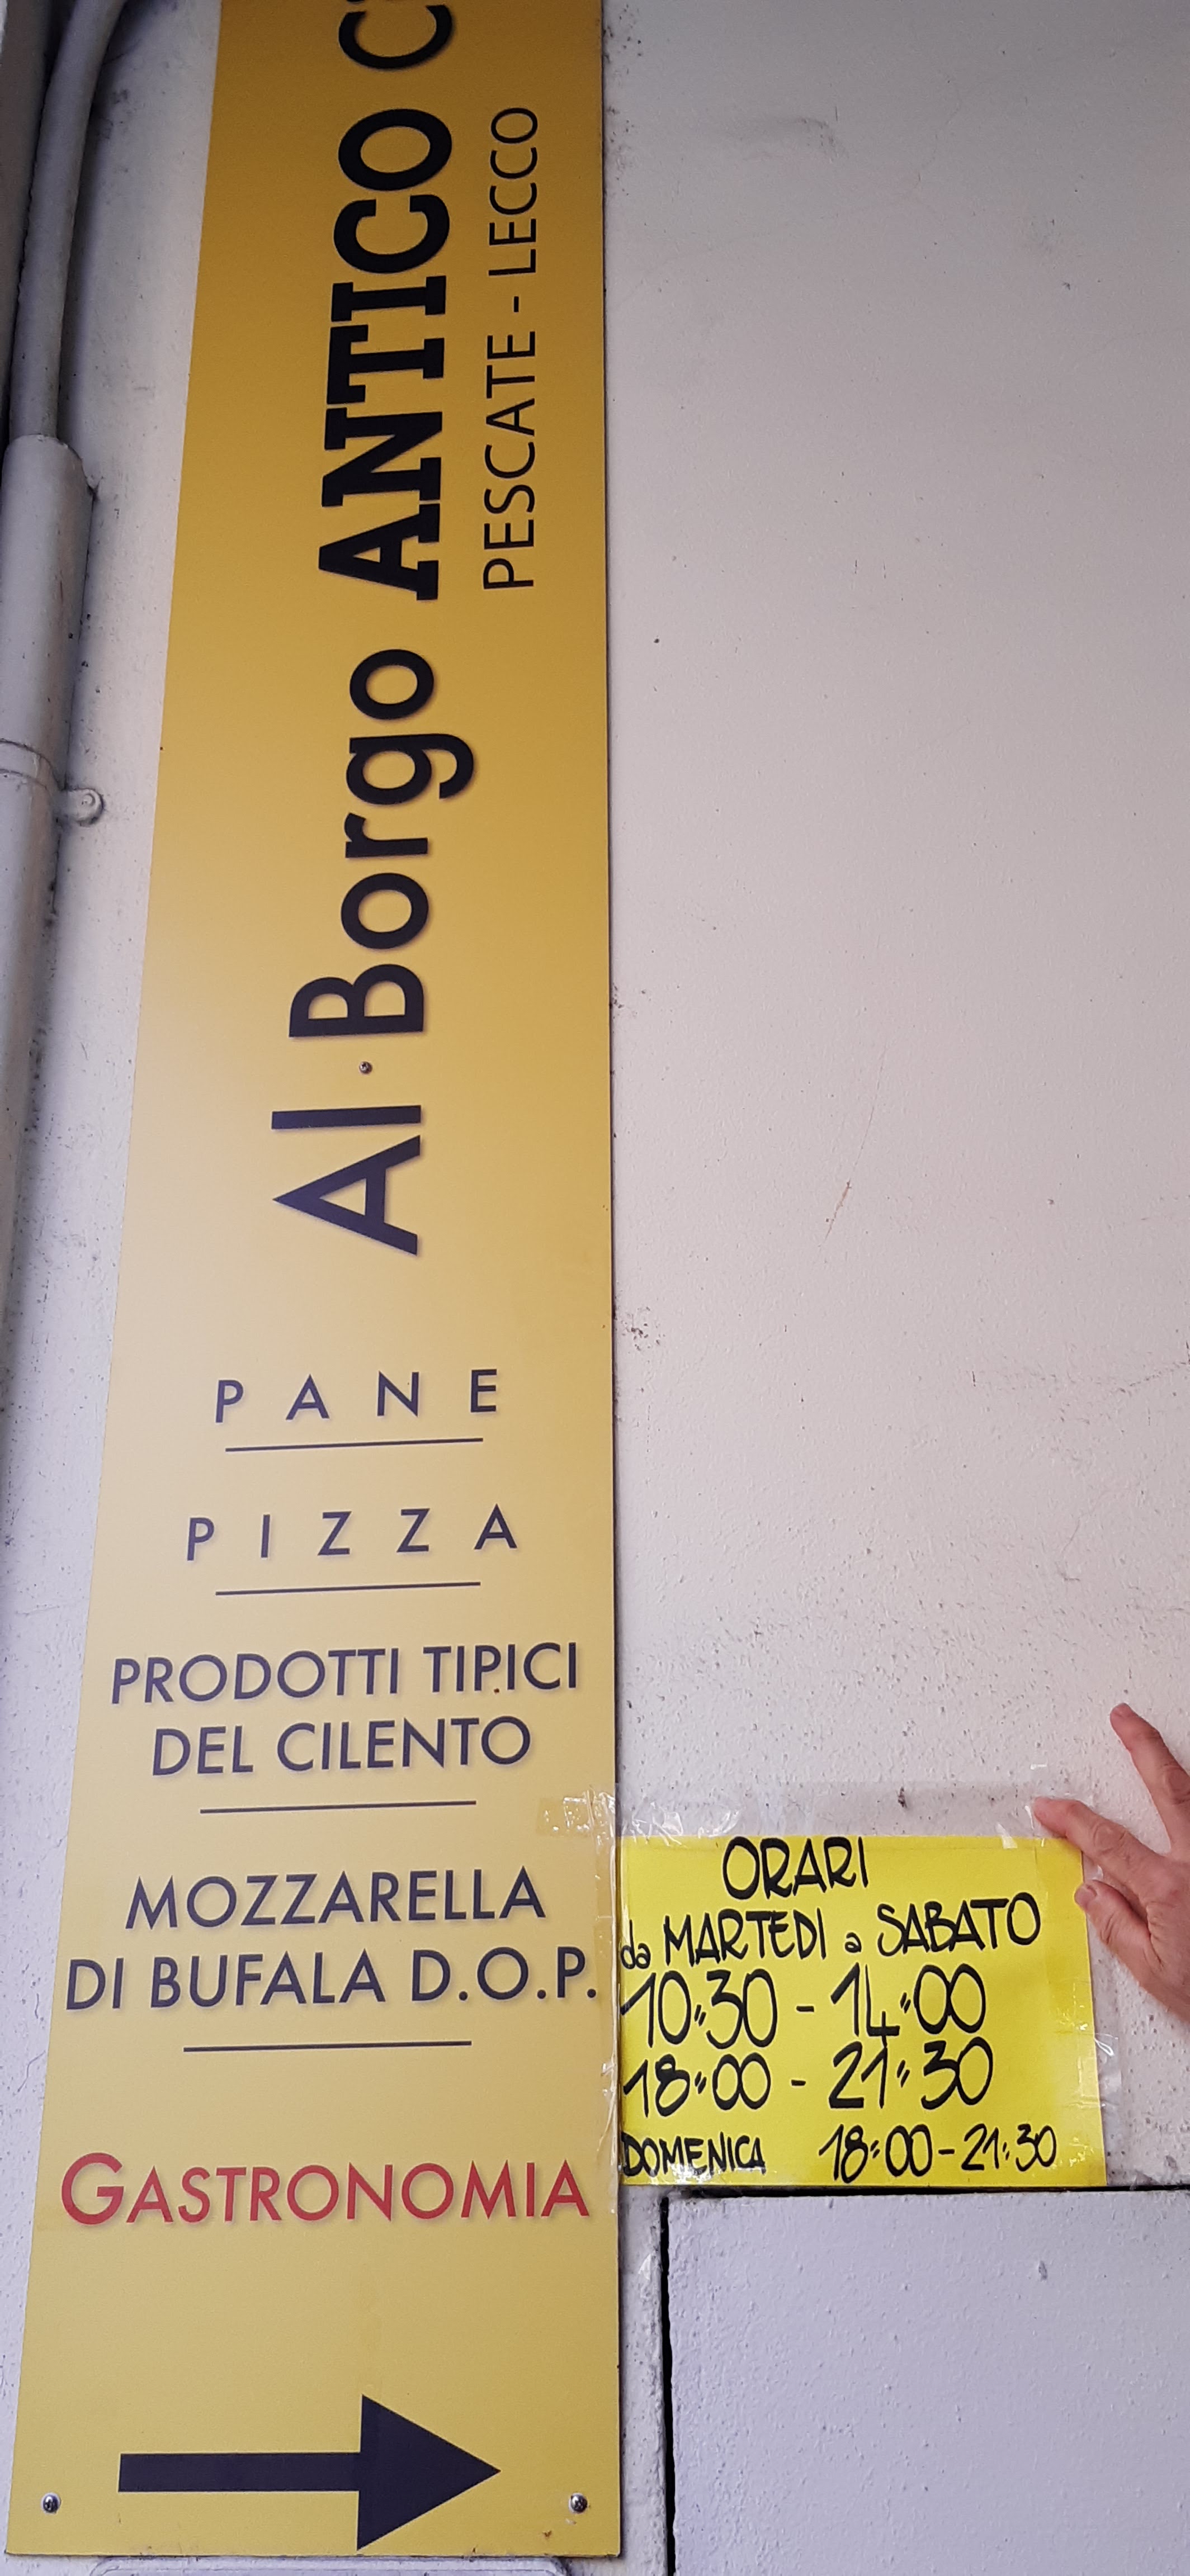 Al Borgo ANTICO
PESCATE - LECCO
PANE
PIZZA
PRODOTTI TIPICI
DEL CILENTO
MOZZARELLA
DI BUFALA D.O.P.
GASTRONOMIA
ORARI
da MARTEDI a SABATO
10:30 - 14:00
18:00 - 21:30
DOMENICA 18:00 - 21:30